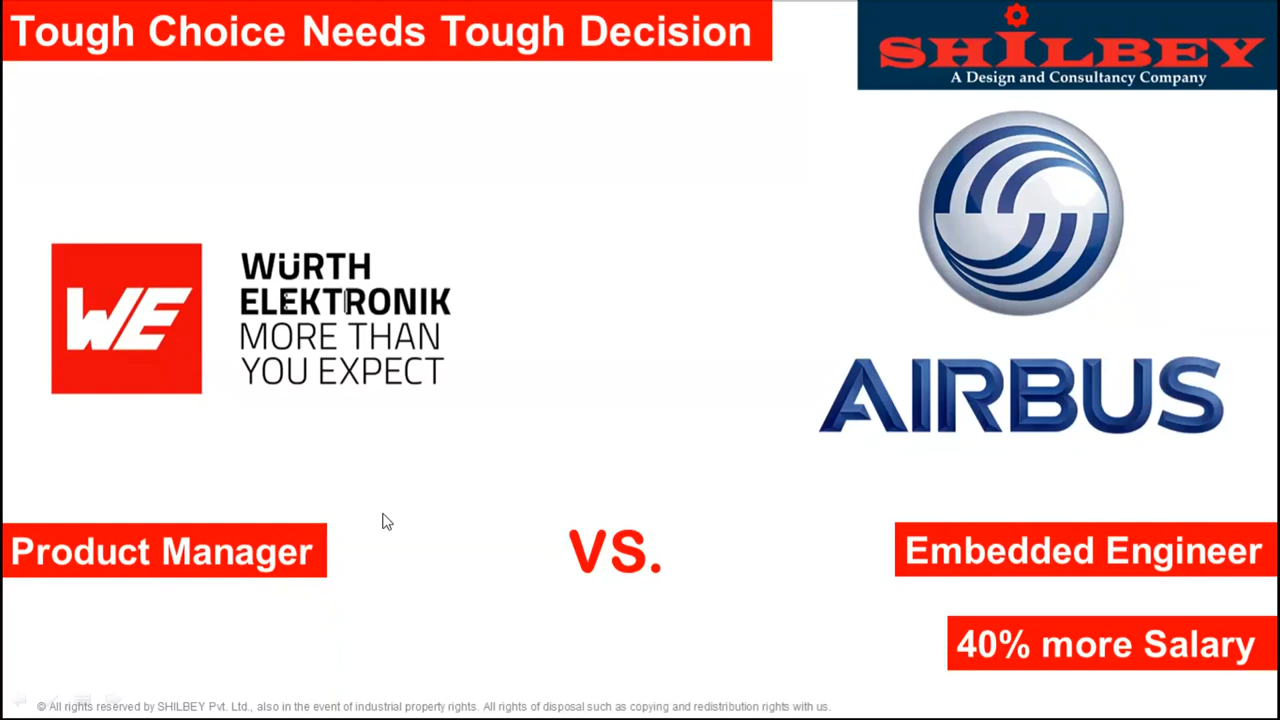 Tough Choice Needs Tough Decision
SHILBEY
A Design and Consultancy Company
WE
WÜRTH
ELEKTRONIK
MORE THAN
YOU EXPECT
AIRBUS
Product Manager
VS.
Embedded Engineer
40% more Salary
© All rights reserved by SHILBEY Pvt. Ltd., also in the event of industrial property rights. All rights of disposal such as copying and redistribution rights with us.